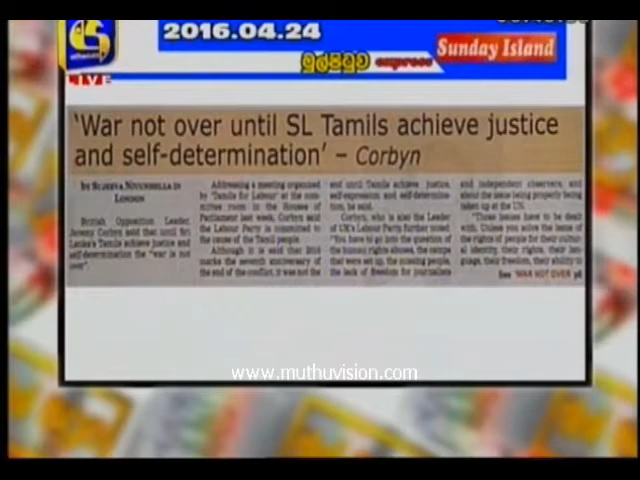 2016.04.24
LIVE
මුල්පිටුව express
Sunday Island
'War not over until SL Tamils achieve justice
and self-determination' – Corbyn
BY SUJEEVA NIVUNHELLA IN
LONDON
British Opposition Leader,
Jeremy Corbyn said that until Sri
Lanka's Tamils achieve justice and
self-determination the "war is not
over".
Addressing a meeting organised
by 'Tamils for Labour' at the com-
mittee room in the Houses of
Parliament last week, Corbyn said
the Labour Party is committed to
the cause of the Tamil people.
Although it is said that 2016
marks the seventh anniversary of
the end of the conflict, it was not the
end until Tamils achieve justice,
self-expression and self-determina-
tion, he said.
Corbyn, who is also the Leader of
UK's Labour Party further noted.
"You have to go into the question of
the human rights abuses, the camps
that were set up, the missing people,
the lack of freedom for journalists
and independent observers, and
about the issue being properly being
taken up at the UN.
"Those issues have to be dealt
with. Unless you solve the issue of
the rights of people for their cultur-
al identity, their rights, their lan-
guage, their freedom, their ability to
See 'WAR NOT OVER' p6
www.muthuvision.com